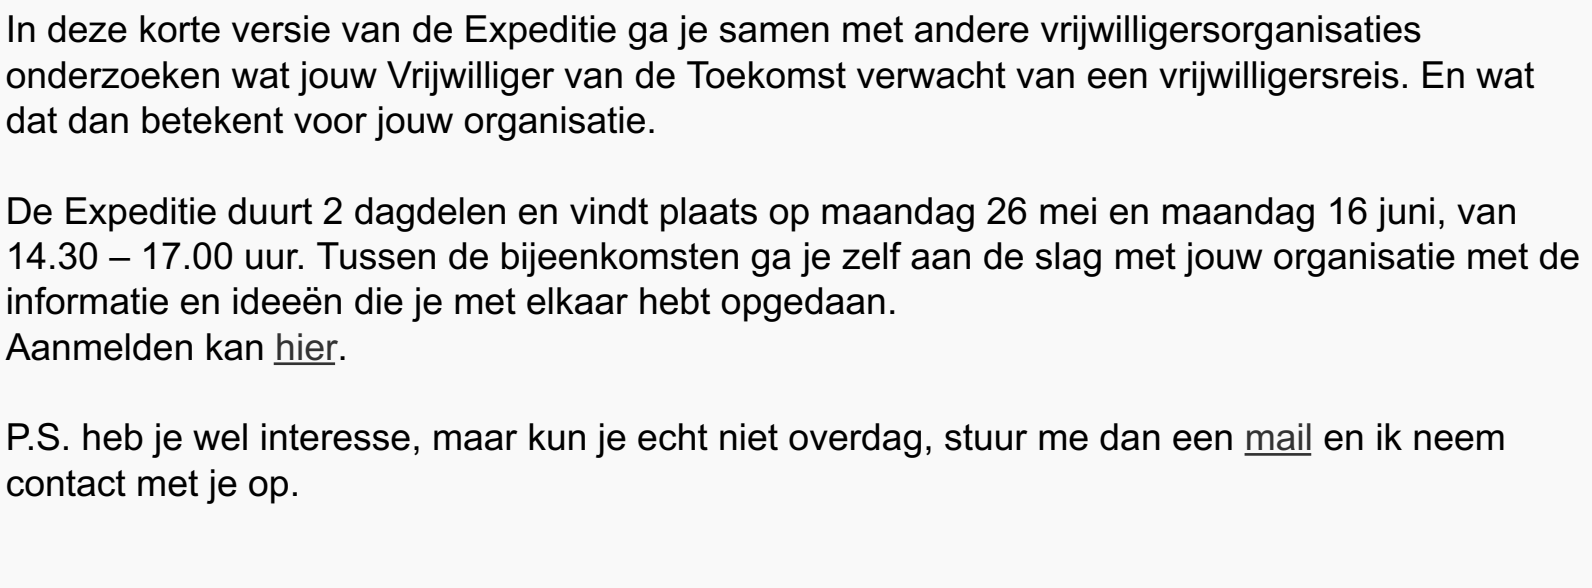 In deze korte versie van de Expeditie ga je samen met andere vrijwilligersorganisaties
onderzoeken wat jouw Vrijwilliger van de Toekomst verwacht van een vrijwilligersreis. En wat
dat dan betekent voor jouw organisatie.
De Expeditie duurt 2 dagdelen en vindt plaats op maandag 26 mei en maandag 16 juni, van
14.30 – 17.00 uur. Tussen de bijeenkomsten ga je zelf aan de slag met jouw organisatie met de
informatie en ideeën die je met elkaar hebt opgedaan.
Aanmelden kan hier.
P.S. heb je wel interesse, maar kun je echt niet overdag, stuur me dan een mail en ik neem
contact met je op.